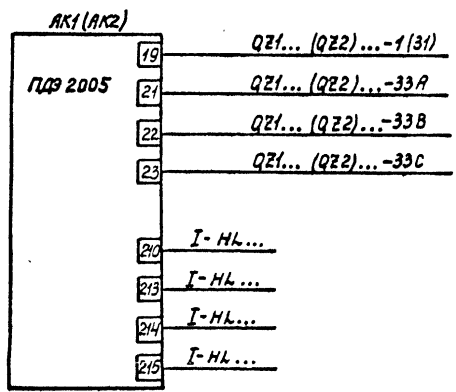 АК1 (АК2)
19 QZ1... (QZ2) ...-1 (31)
ПДЭ 2005
21 QZ1... (QZ2) ...-33A
22 QZ1... (QZ2) ...-33B
23 QZ1... (QZ2) ...-33C
210 I-HL...
213 I-HL...
214 I-HL...
215 I-HL...